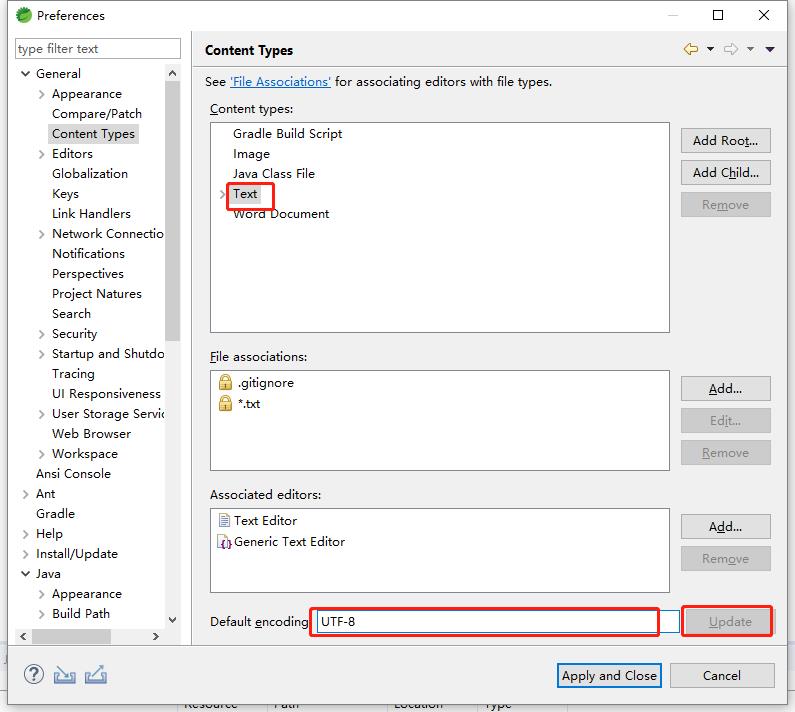 Preferences
type filter text
Content Types
General
Appearance
Compare/Patch
Content Types
Editors
Globalization
Keys
Link Handlers
Network Connectio
Notifications
Perspectives
Project Natures
Search
Security
Startup and Shutdo
Tracing
UI Responsiveness
User Storage Servic
Web Browser
Workspace
Ansi Console
Ant
Gradle
Help
Install/Update
Java
Appearance
Build Path
See 'File Associations' for associating editors with file types.
Content types:
Gradle Build Script
Image
Java Class File
Text
Word Document
Add Root...
Add Child...
Remove
File associations:
.gitignore
*.txt
Add...
Edit...
Remove
Associated editors:
Text Editor
Generic Text Editor
Add...
Remove
Default encoding
UTF-8
Update
Apply and Close
Cancel
Resource Path Location Type